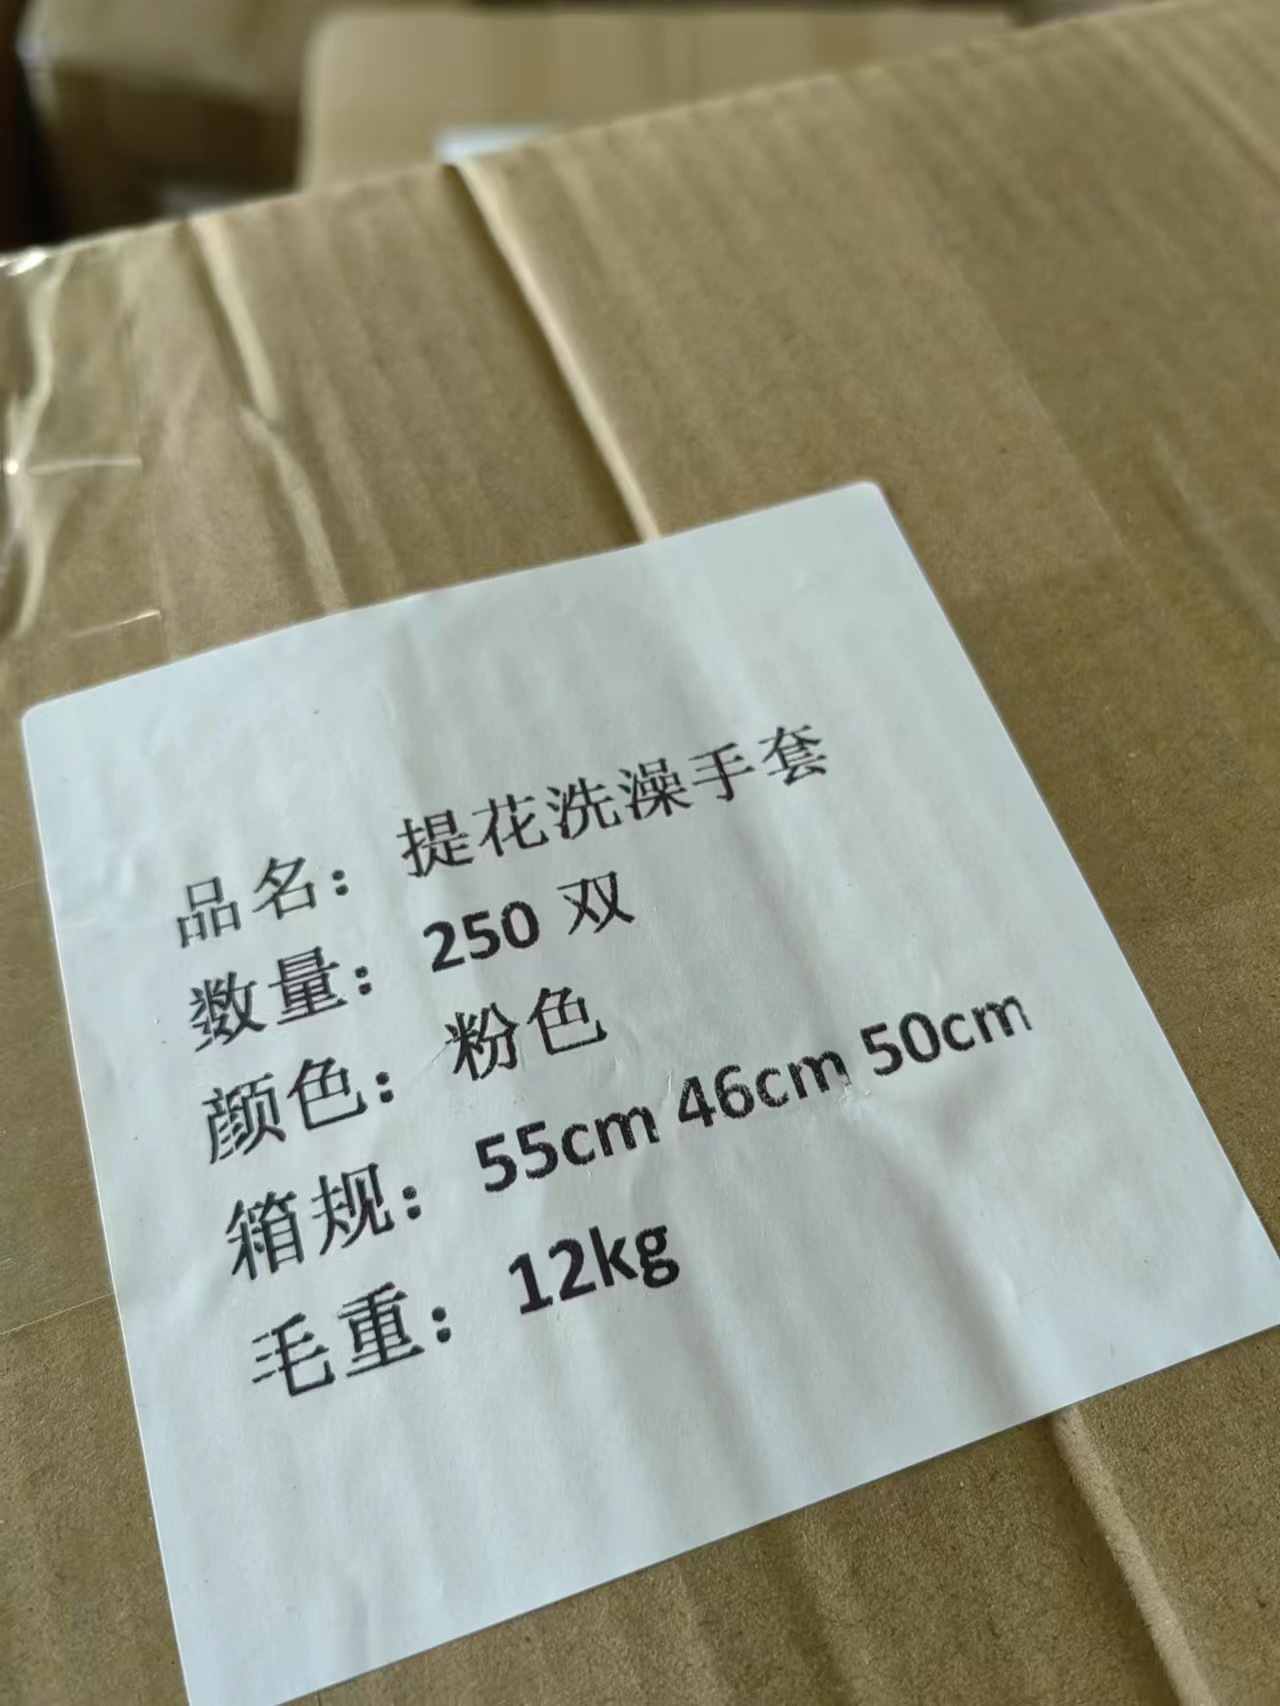 品名：提花洗澡手套
数量：250 双
颜色：粉色
箱规：55cm 46cm 50cm
毛重：12kg